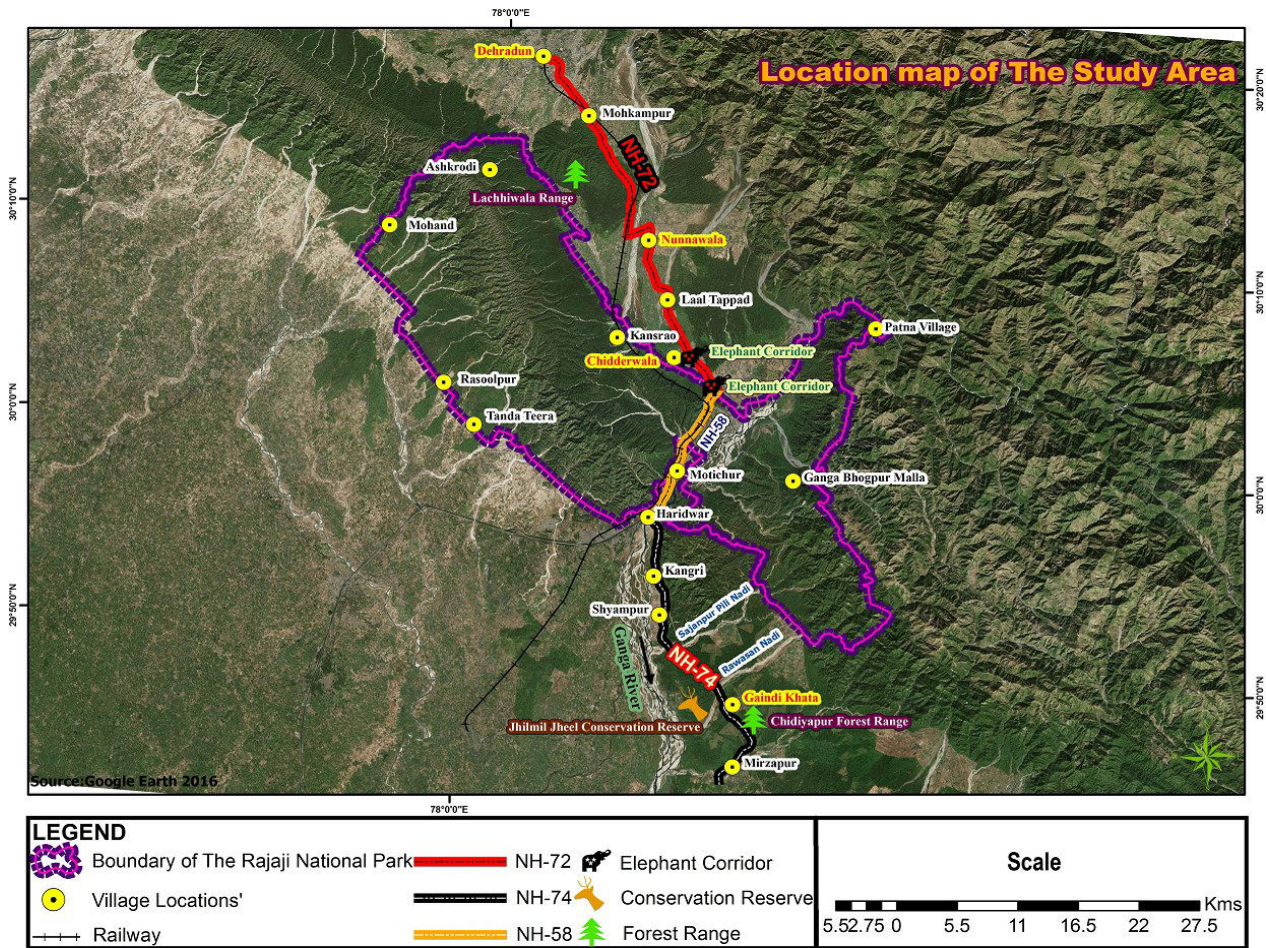 78°0'0"E
Dehradun
Location map of The Study Area
30°20'0"N
Mohkampur
NH-72
Ashkrodi
Lachhiwala Range
30°10'0"N
Mohand
Nunnawala
30°10'0"N
Laal Tappad
Patna Village
Kansrao
Chidderwala
Elephant Corridor
Elephant Corridor
Rasoolpur
30°0'0"N
Tanda Teera
NH-58
Motichur
Ganga Bhogpur Malla
30°0'0"N
Haridwar
Kangri
29°50'0"N
Shyampur
Sajanpur Pili Nadi
Rawasan Nadi
Ganga River
NH-74
Gaindi Khata
29°50'0"N
Jhilmil Jheel Conservation Reserve
Chidiyapur Forest Range
Mirzapur
Source:Google Earth 2016
78°0'0"E
LEGEND
Boundary of The Rajaji National Park
NH-72
Elephant Corridor
Village Locations'
NH-74
Conservation Reserve
Railway
NH-58
Forest Range
Scale
Kms
5.5 2.75 0 5.5 11 16.5 22 27.5